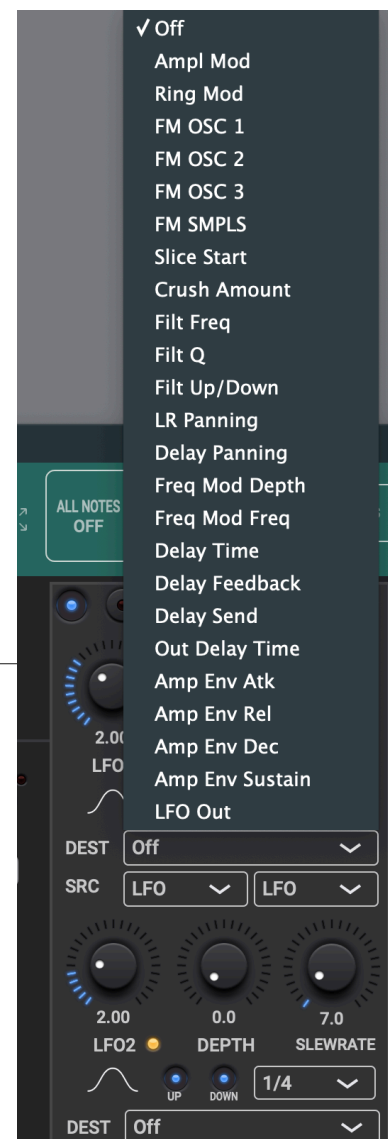 ✓ Off
Ampl Mod
Ring Mod
FM OSC 1
FM OSC 2
FM OSC 3
FM SMPLS
Slice Start
Crush Amount
Filt Freq
Filt Q
Filt Up/Down
LR Panning
Delay Panning
Freq Mod Depth
Freq Mod Freq
Delay Time
Delay Feedback
Delay Send
Out Delay Time
Amp Env Atk
Amp Env Rel
Amp Env Dec
Amp Env Sustain
LFO Out
ALL NOTES
OFF
2.00
LFO
DEST Off
SRC LFO LFO
2.00 0.0 7.0
LFO2 DEPTH SLEWRATE
UP DOWN 1/4
DEST Off